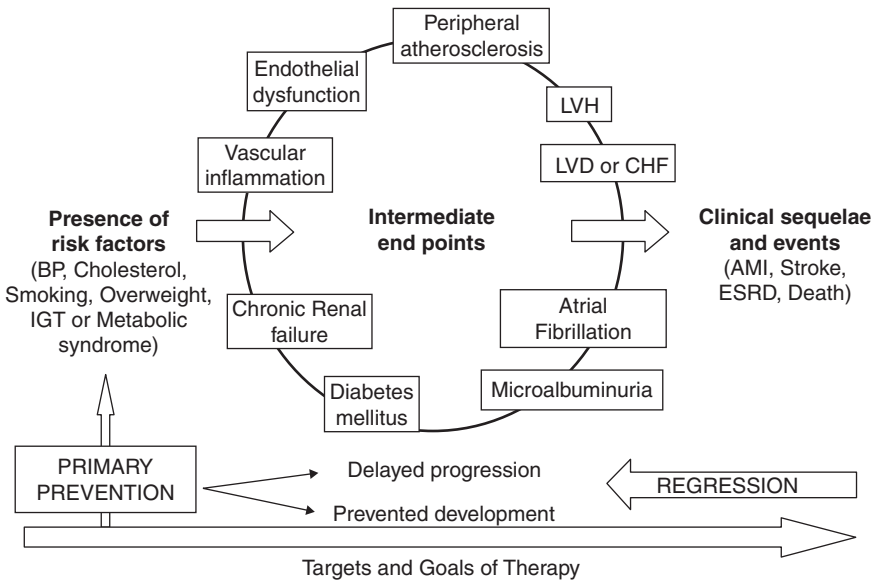 Peripheral
atherosclerosis
Endothelial
dysfunction
LVH
Vascular
inflammation
LVD or CHF
Presence of
risk factors
(BP, Cholesterol,
Smoking, Overweight,
IGT or Metabolic
syndrome)
Intermediate
end points
Clinical sequelae
and events
(AMI, Stroke,
ESRD, Death)
Chronic Renal
failure
Atrial
Fibrillation
Diabetes
mellitus
Microalbuminuria
PRIMARY
PREVENTION
Delayed progression
Prevented development
REGRESSION
Targets and Goals of Therapy